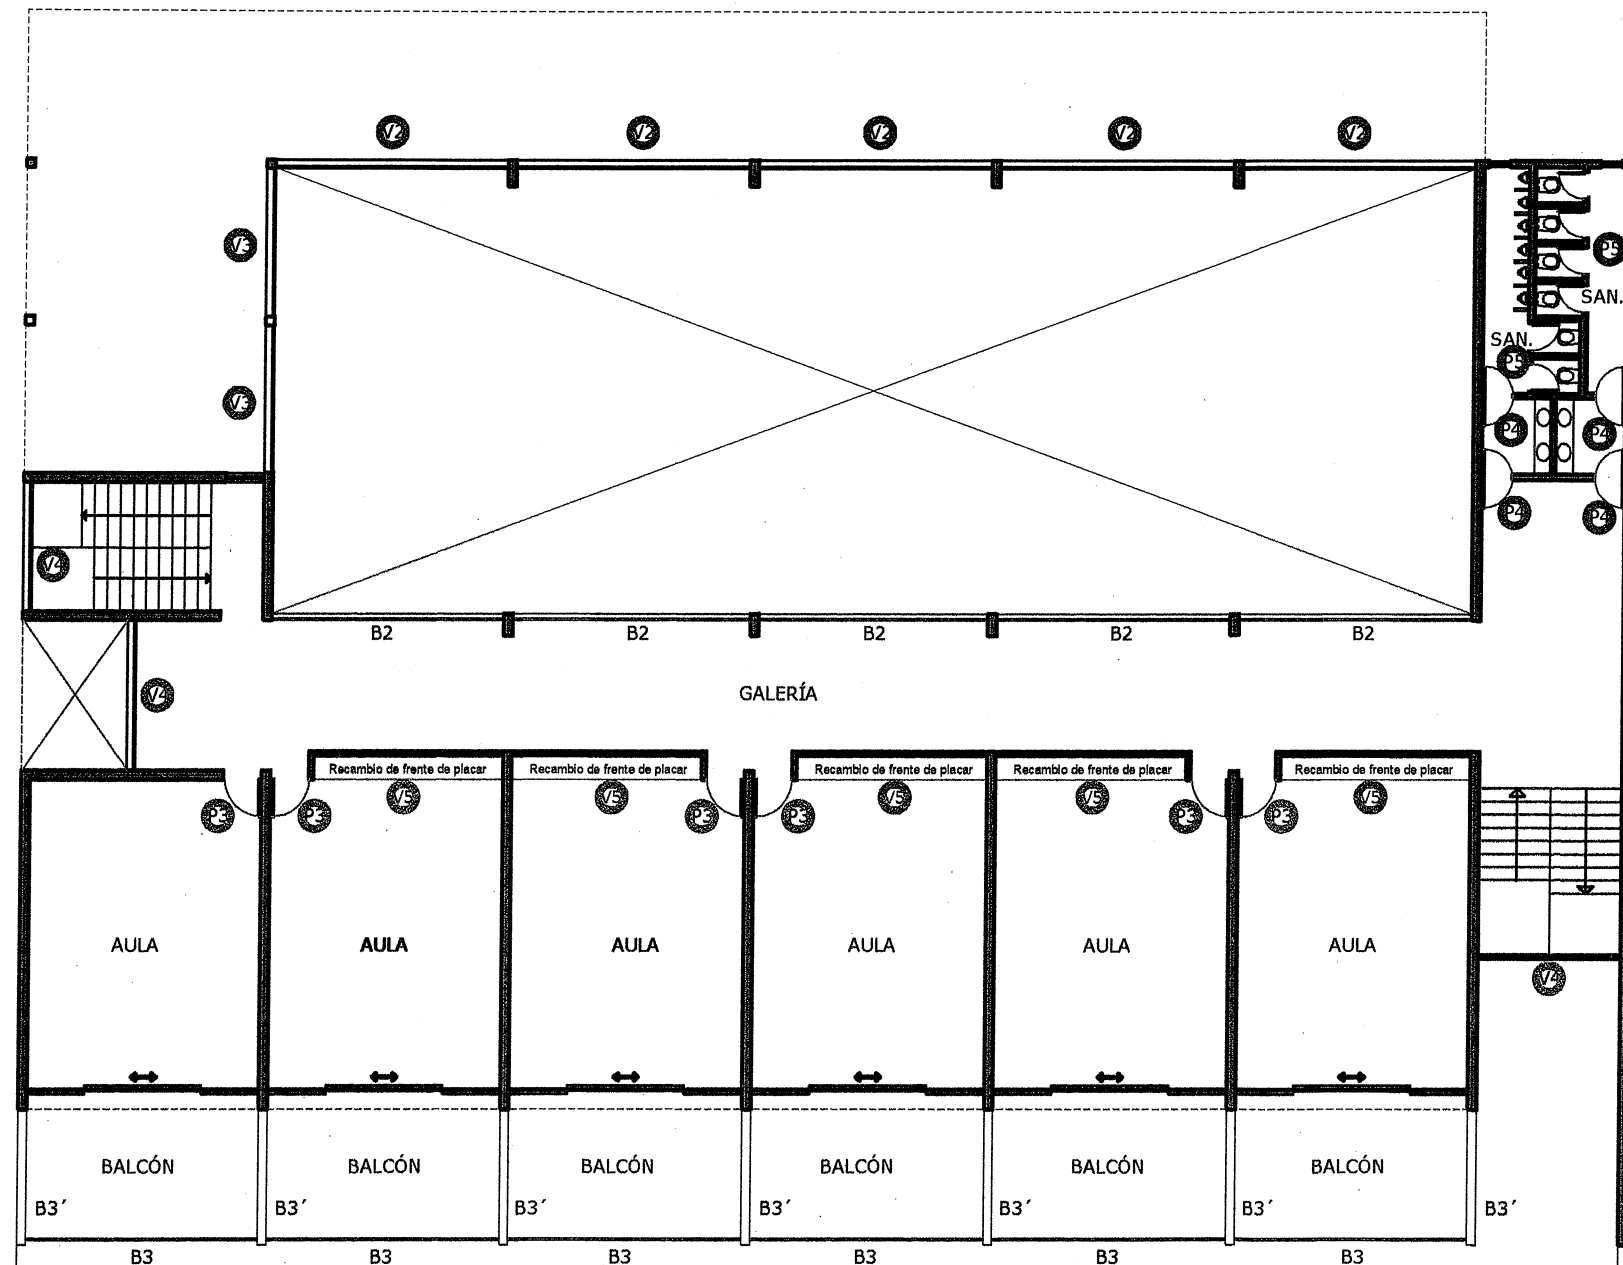 V2 V2 V2 V2 V2
V3
P5
SAN.
SAN.
P5
V3
P4 P4
P4 P4
V4
B2 B2 B2 B2 B2
V4
GALERÍA
Recambio de frente de placar Recambio de frente de placar Recambio de frente de placar Recambio de frente de placar Recambio de frente de placar
V5 V5 V5 V5 V5
P3 P3 P3 P3 P3 P3
AULA AULA AULA AULA AULA AULA
V4
BALCÓN BALCÓN BALCÓN BALCÓN BALCÓN BALCÓN
B3´ B3´ B3´ B3´ B3´ B3´ B3´
B3 B3 B3 B3 B3 B3